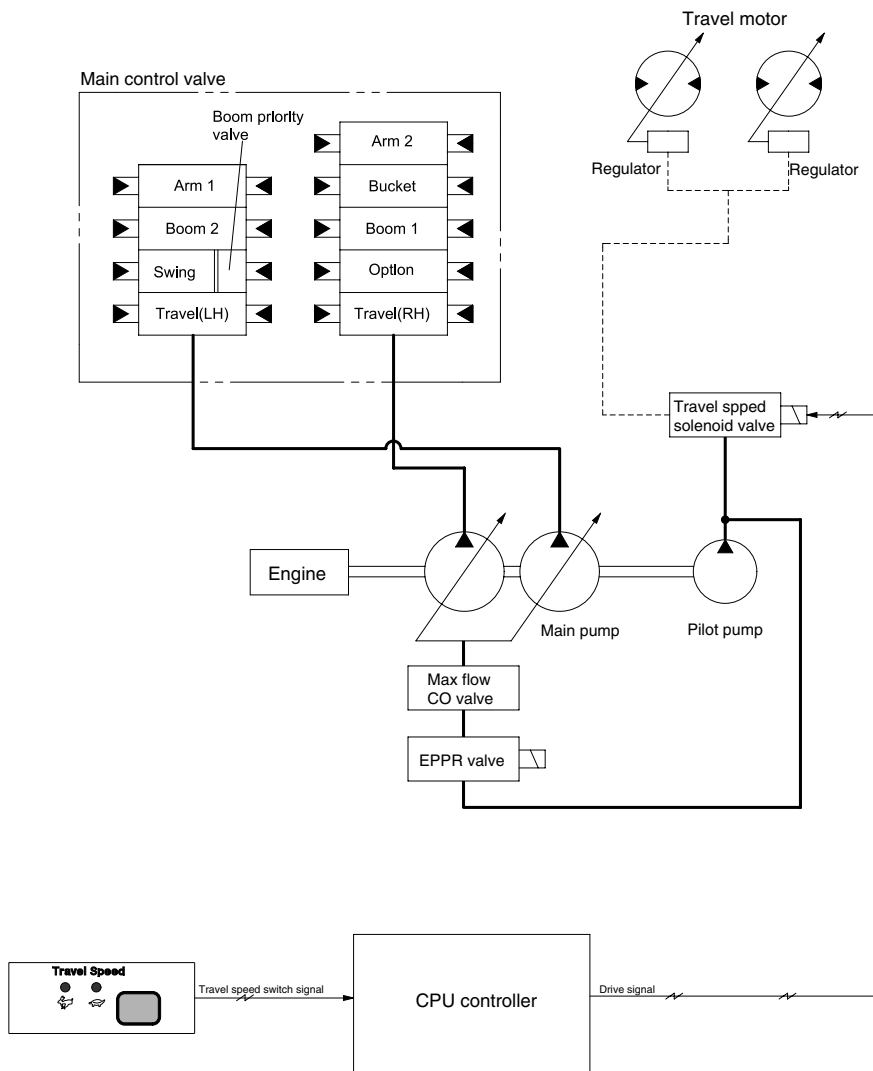 Travel motor
Main control valve
Boom priority
valve
Arm 2
Arm 1
Bucket
Regulator
Regulator
Boom 2
Boom 1
Swing
Option
Travel(LH)
Travel(RH)
Travel spped
solenoid valve
Engine
Main pump
Pilot pump
Max flow
CO valve
EPPR valve
Travel Speed
Travel speed switch signal
CPU controller
Drive signal